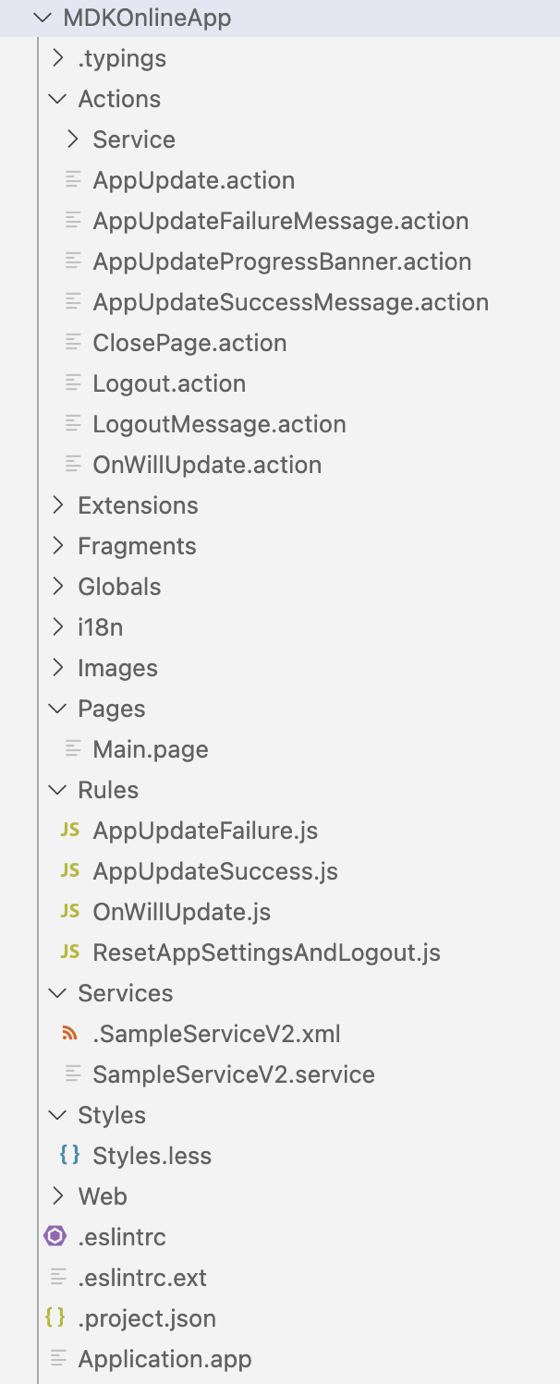 MDKOnlineApp
.typings
Actions
Service
AppUpdate.action
AppUpdateFailureMessage.action
AppUpdateProgressBanner.action
AppUpdateSuccessMessage.action
ClosePage.action
Logout.action
LogoutMessage.action
OnWillUpdate.action
Extensions
Fragments
Globals
i18n
Images
Pages
Main.page
Rules
JS AppUpdateFailure.js
JS AppUpdateSuccess.js
JS OnWillUpdate.js
JS ResetAppSettingsAndLogout.js
Services
.SampleServiceV2.xml
SampleServiceV2.service
Styles
{} Styles.less
Web
.eslintrc
.eslintrc.ext
{} .project.json
Application.app